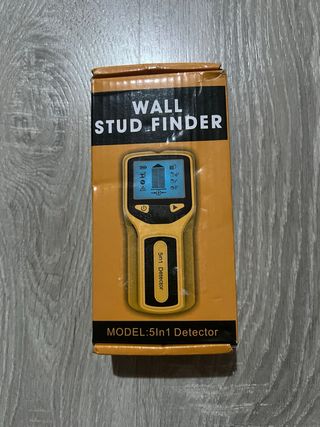 WALL
STUD FINDER
5in1 Detector
MODEL:5In1 Detector